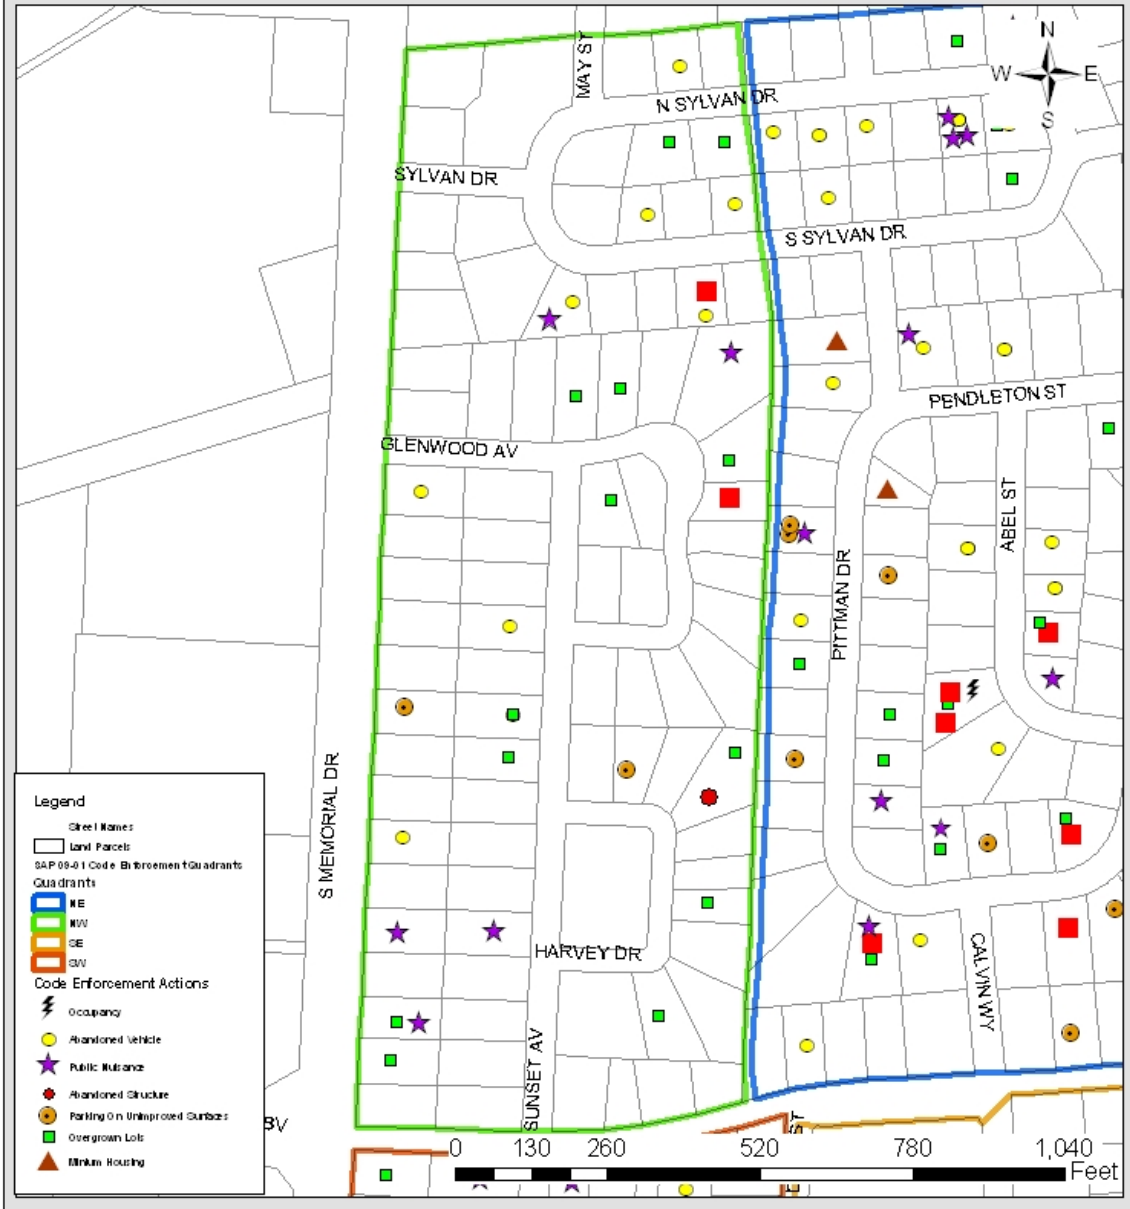 N
W E
S
MAY ST
N SYLVAN DR
SYLVAN DR
S SYLVAN DR
PENDLETON ST
GLENWOOD AV
ABEL ST
PITTMAN DR
S MEMORIAL DR
HARVEY DR
CALVIN WY
SUNSET AV
BV
ST
Legend
Street Names
Land Parcels
SAP 09-01 Code Enforcement Quadrants
Quadrants
NE
NW
SE
SW
Code Enforcement Actions
Occupancy
Abandoned Vehicle
Public Nuisance
Abandoned Structure
Parking On Unimproved Surfaces
Overgrown Lots
Minium Housing
0 130 260 520 780 1,040
Feet